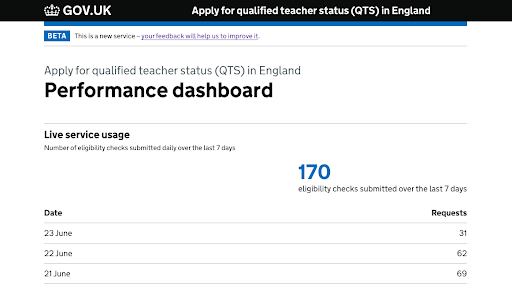 GOV.UK
Apply for qualified teacher status (QTS) in England
BETA This is a new service – your feedback will help us to improve it.
Apply for qualified teacher status (QTS) in England
Performance dashboard
Live service usage
Number of eligibility checks submitted daily over the last 7 days
170
eligibility checks submitted over the last 7 days
Date Requests
23 June 31
22 June 62
21 June 69